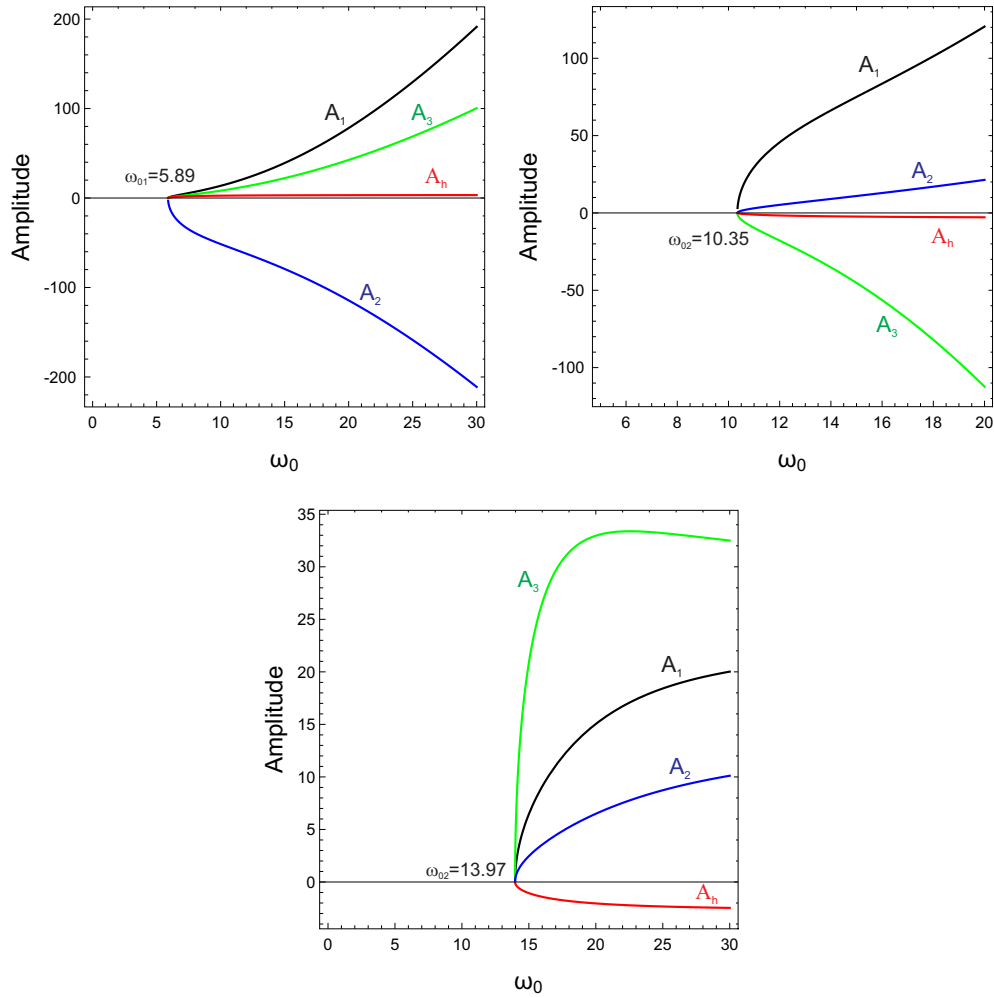 200
100
0
-100
-200
Amplitude
A₁
A₃
ω₀₁=5.89
Aₕ
A₂
0 5 10 15 20 25 30
ω₀
100
50
0
-50
-100
Amplitude
A₁
A₂
ω₀₂=10.35
Aₕ
A₃
6 8 10 12 14 16 18 20
ω₀
35
30
25
20
15
10
5
0
Amplitude
A₃
A₁
A₂
ω₀₂=13.97
Aₕ
0 5 10 15 20 25 30
ω₀